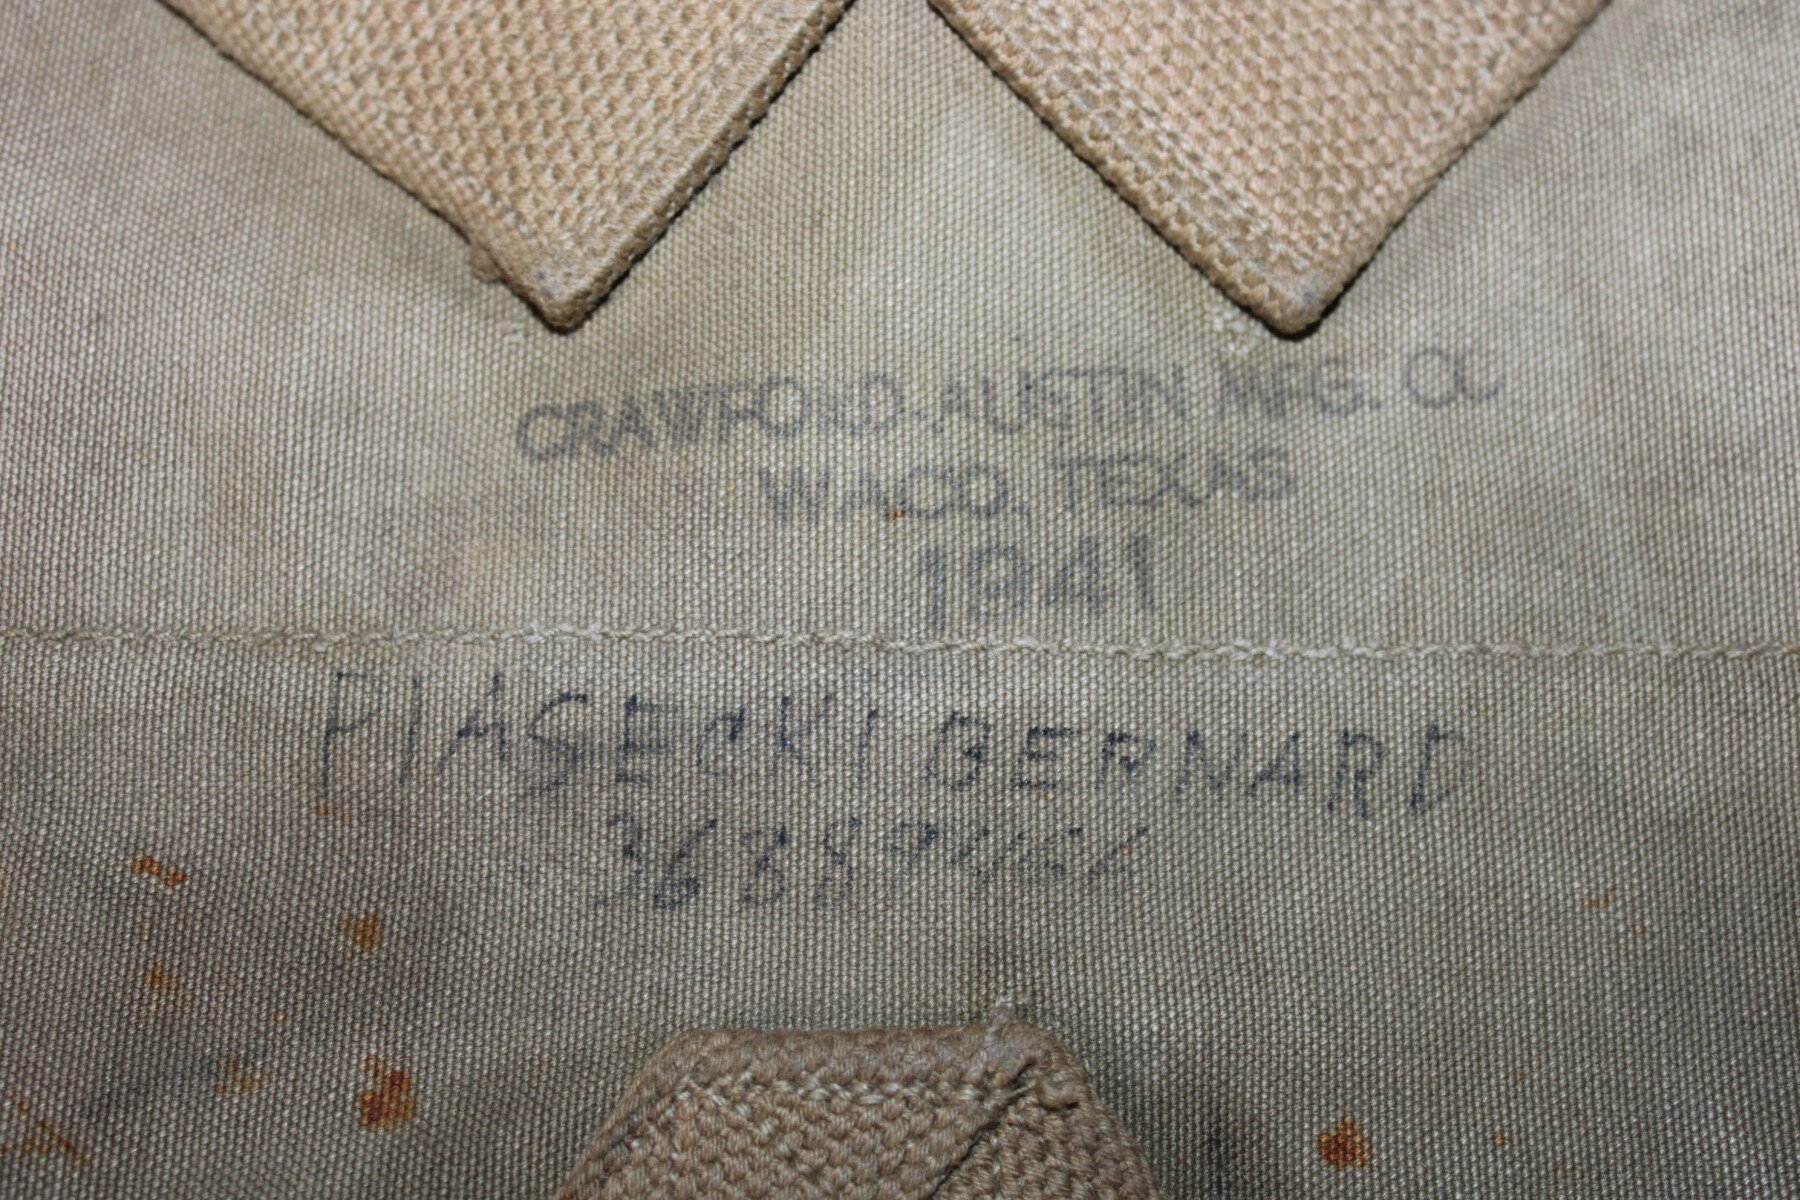 CRAWFORD-AUSTIN MFG. CO.
WACO, TEXAS
1941
PIASECKI BERNARD